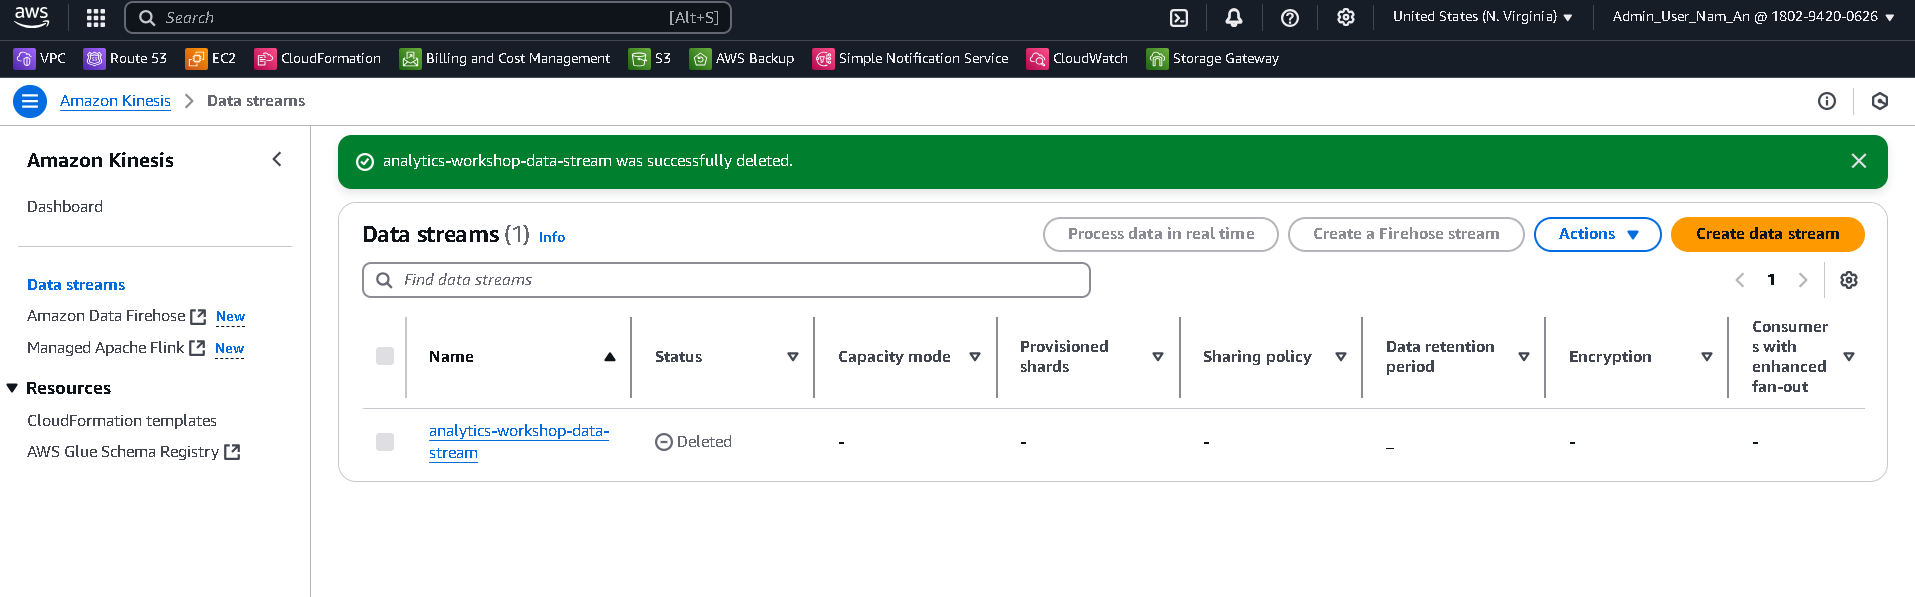 aws
Search [Alt+S]
United States (N. Virginia)
Admin_User_Nam_An @ 1802-9420-0626
VPC Route 53 EC2 CloudFormation Billing and Cost Management S3 AWS Backup Simple Notification Service CloudWatch Storage Gateway
Amazon Kinesis > Data streams
Amazon Kinesis
Dashboard
Data streams
Amazon Data Firehose New
Managed Apache Flink New
Resources
CloudFormation templates
AWS Glue Schema Registry
analytics-workshop-data-stream was successfully deleted.
Data streams (1) Info
Process data in real time
Create a Firehose stream
Actions
Create data stream
Find data streams
1
Name
Status
Capacity mode
Provisioned
shards
Sharing policy
Data retention
period
Encryption
Consumer
s with
enhanced
fan-out
analytics-workshop-data-
stream
Deleted
- - - - - -